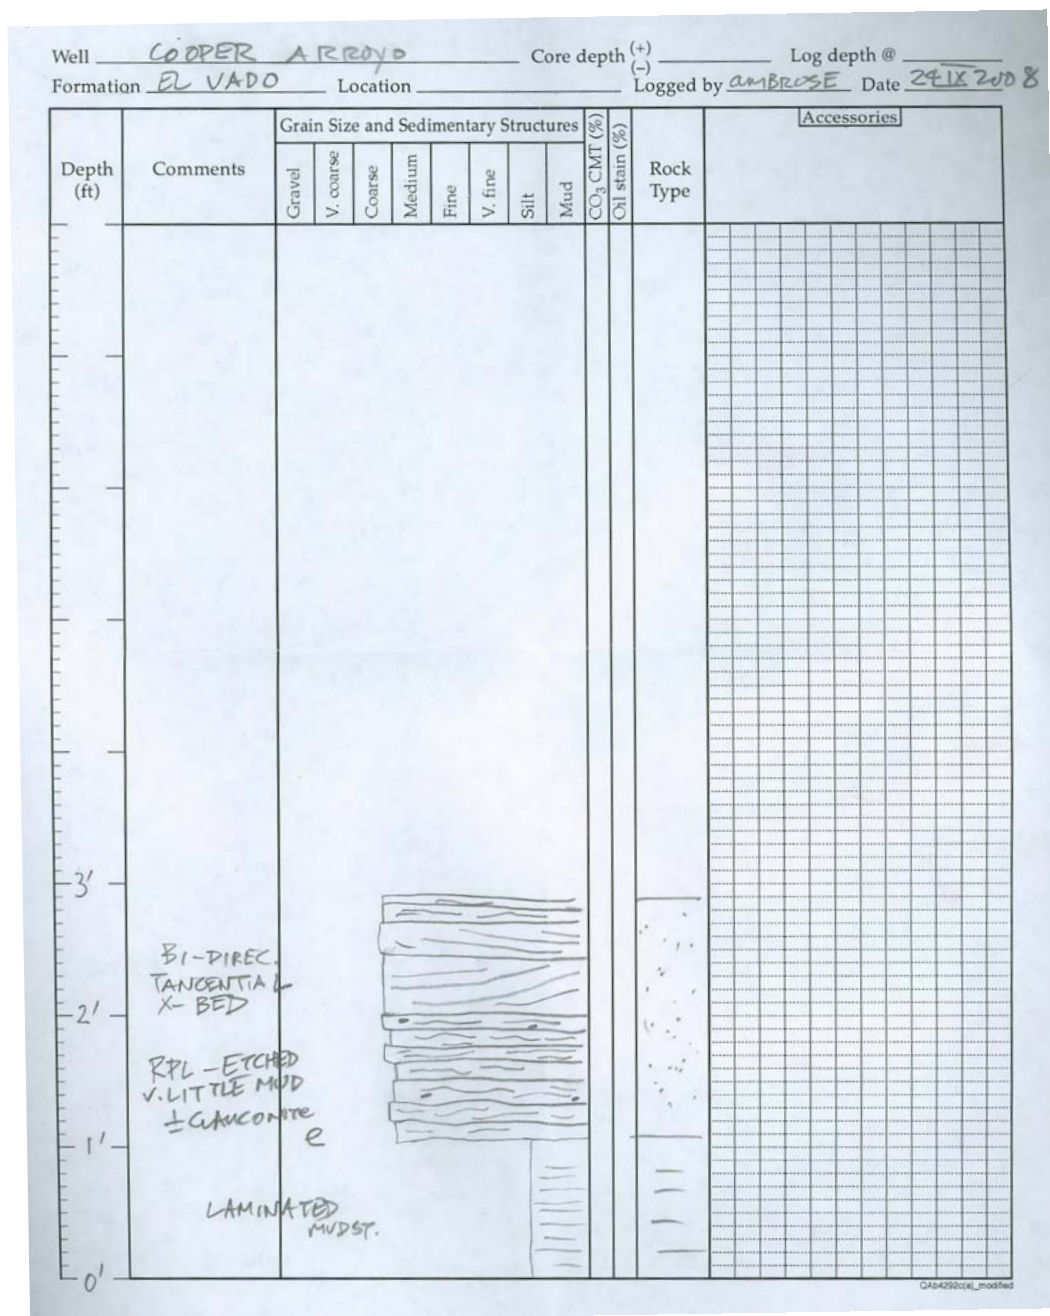 Well COOPER ARROYO Core depth (+) (–) Log depth @
Formation EL VADO Location Logged by AMBROSE Date 24 IX 2008
Accessories
Grain Size and Sedimentary Structures
Depth (ft)
Comments
Gravel
V. coarse
Coarse
Medium
Fine
V. fine
Silt
Mud
CO₃ CMT (%)
Oil stain (%)
Rock
Type
3'
BI-DIREC.
TANGENTIAL
X-BED
2'
RPL-ETCHED
V. LITTLE MUD
± GLAUCONITE
e
1'
LAMINATED
MUDST.
0'
QAb4292c(a)_modified